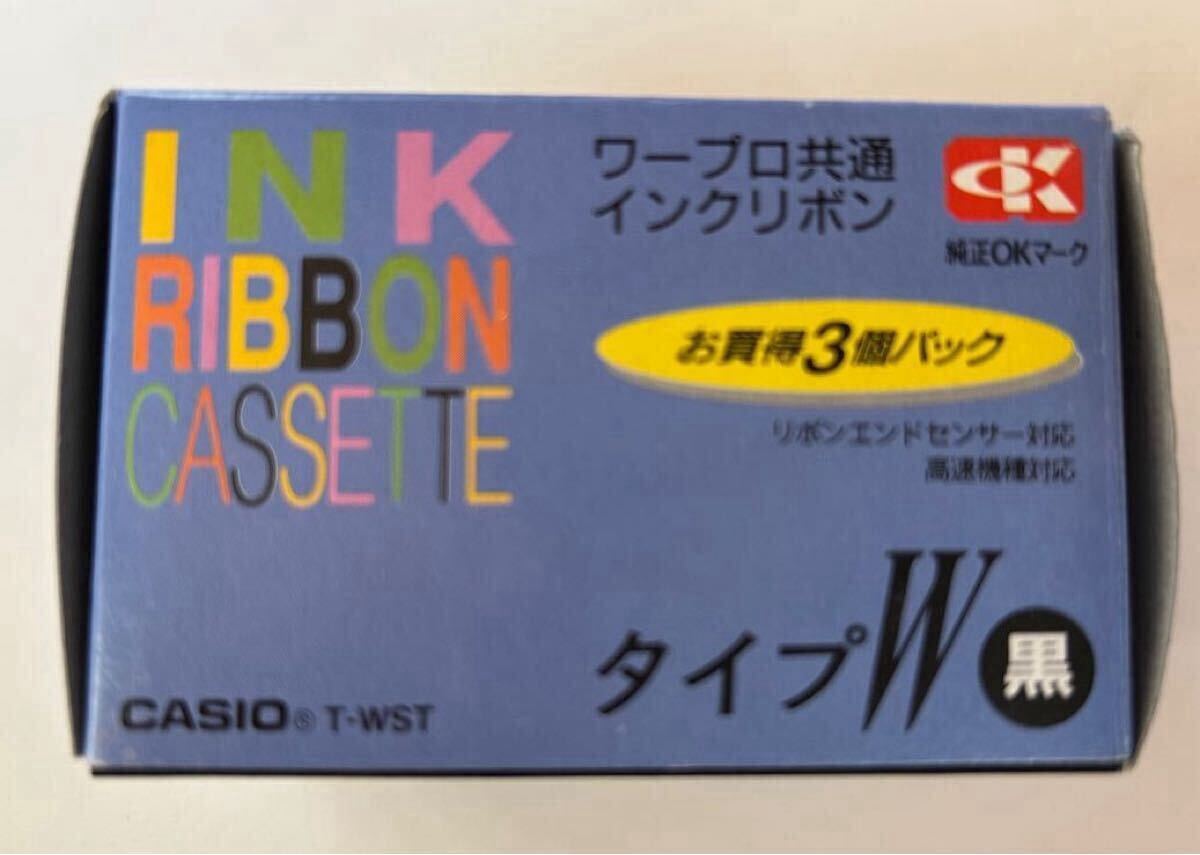 INK
RIBBON
CASSETTE
ワープロ共通
インクリボン
OK
純正OKマーク
お買得3個パック
リボンエンドセンサー対応
高速機種対応
タイプW 黒
CASIO® T-WST